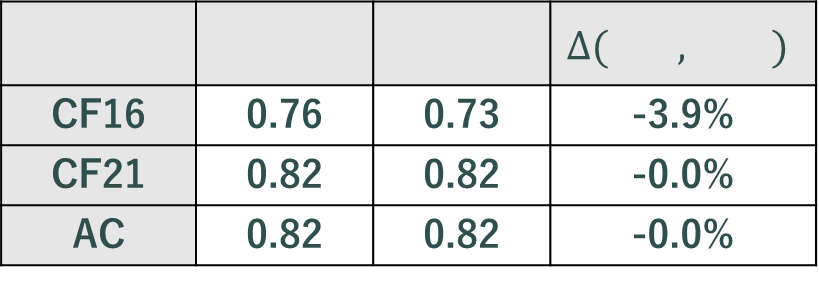 Δ( , )
CF16 0.76 0.73 -3.9%
CF21 0.82 0.82 -0.0%
AC 0.82 0.82 -0.0%